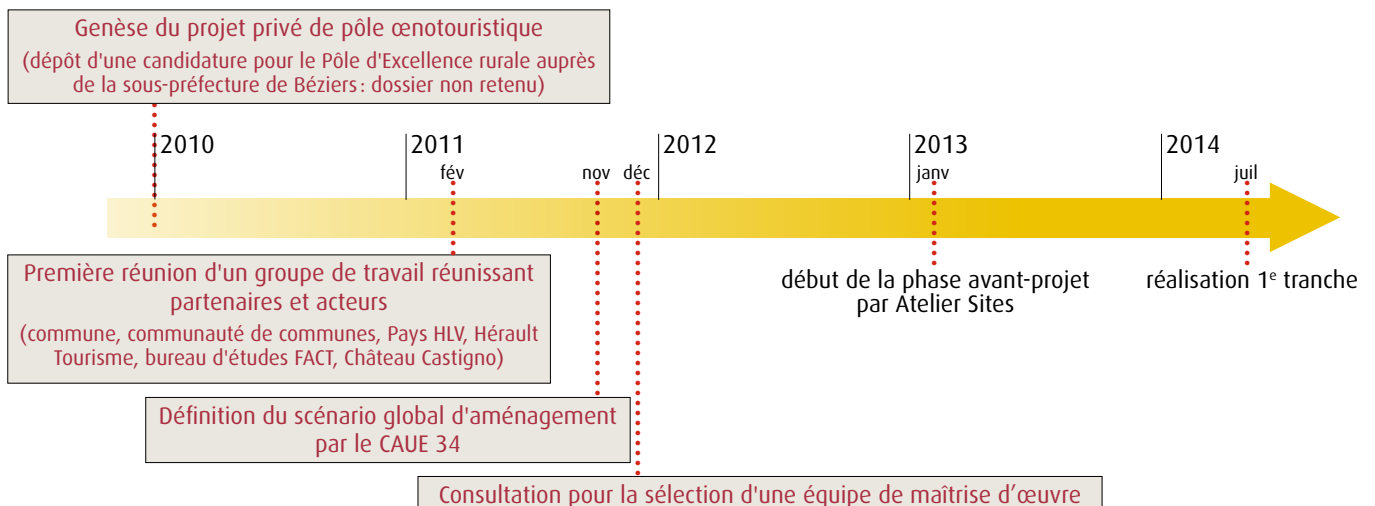 Genèse du projet privé de pôle œnotouristique
(dépôt d'une candidature pour le Pôle d'Excellence rurale auprès
de la sous-préfecture de Béziers : dossier non retenu)
2010
2011
2012
2013
2014
fév
nov
déc
janv
juil
Première réunion d'un groupe de travail réunissant
partenaires et acteurs
(commune, communauté de communes, Pays HLV, Hérault
Tourisme, bureau d'études FACT, Château Castigno)
début de la phase avant-projet
par Atelier Sites
réalisation 1e tranche
Définition du scénario global d'aménagement
par le CAUE 34
Consultation pour la sélection d'une équipe de maîtrise d’œuvre